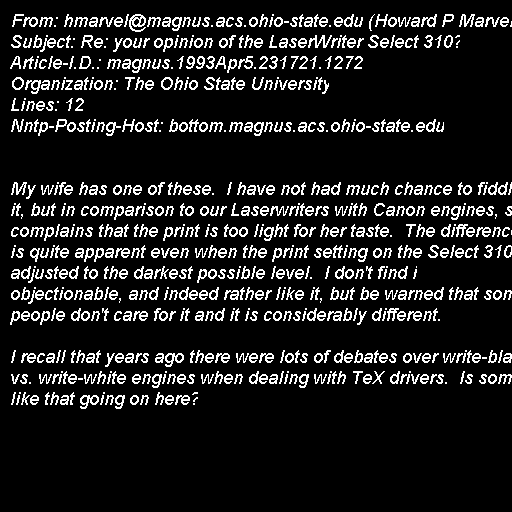 From: hmarvel@magnus.acs.ohio-state.edu (Howard P Marvel
Subject: Re: your opinion of the LaserWriter Select 310?
Article-I.D.: magnus.1993Apr5.231721.1272
Organization: The Ohio State University
Lines: 12
Nntp-Posting-Host: bottom.magnus.acs.ohio-state.edu
My wife has one of these.  I have not had much chance to fiddl
it, but in comparison to our Laserwriters with Canon engines, s
complains that the print is too light for her taste.  The difference
is quite apparent even when the print setting on the Select 310
adjusted to the darkest possible level.  I don't find i
objectionable, and indeed rather like it, but be warned that som
people don't care for it and it is considerably different.
I recall that years ago there were lots of debates over write-bla
vs. write-white engines when dealing with TeX drivers.  Is som
like that going on here?